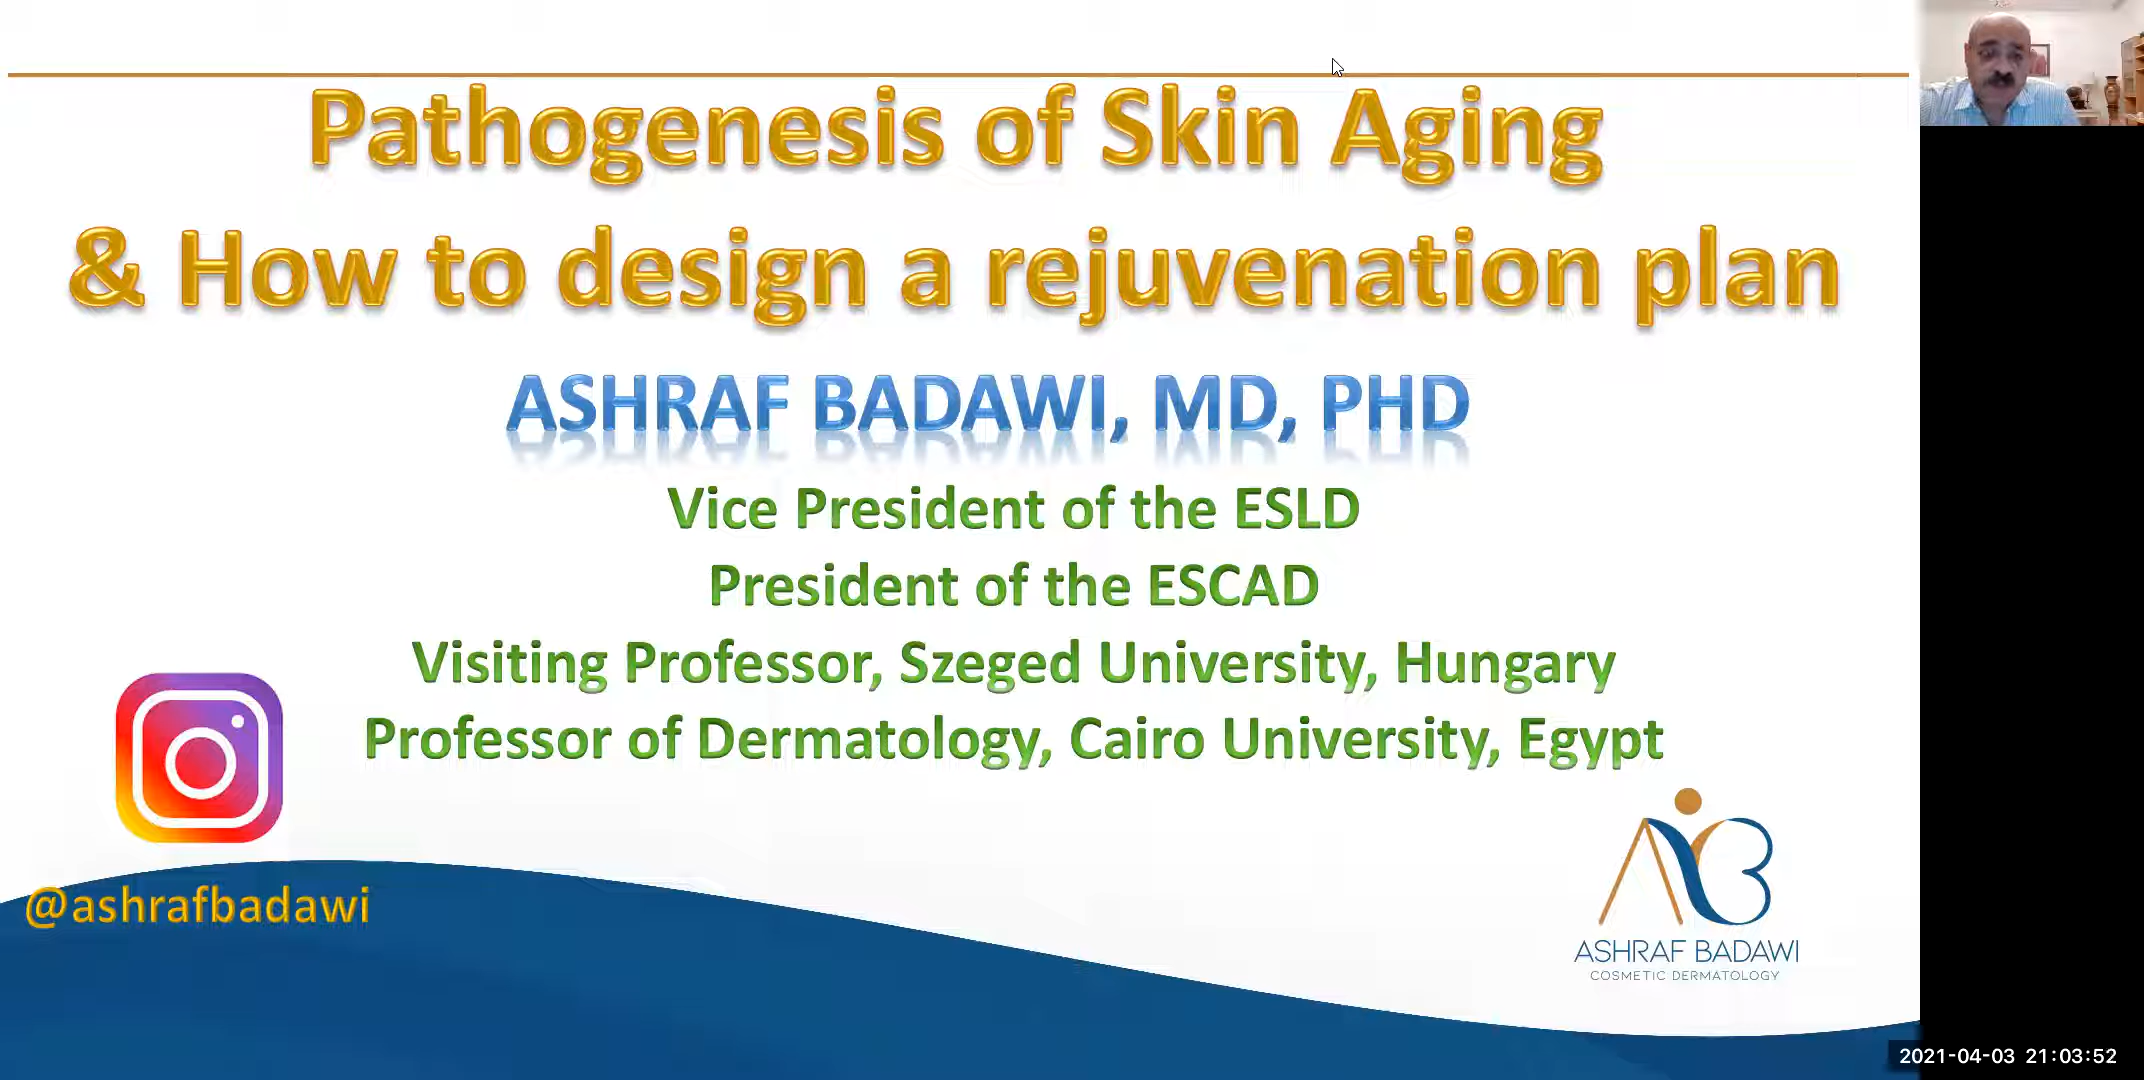 Pathogenesis of Skin Aging
& How to design a rejuvenation plan
ASHRAF BADAWI, MD, PHD
Vice President of the ESLD
President of the ESCAD
Visiting Professor, Szeged University, Hungary
Professor of Dermatology, Cairo University, Egypt
@ashrafbadawi
ASHRAF BADAWI
COSMETIC DERMATOLOGY
2021-04-03 21:03:52